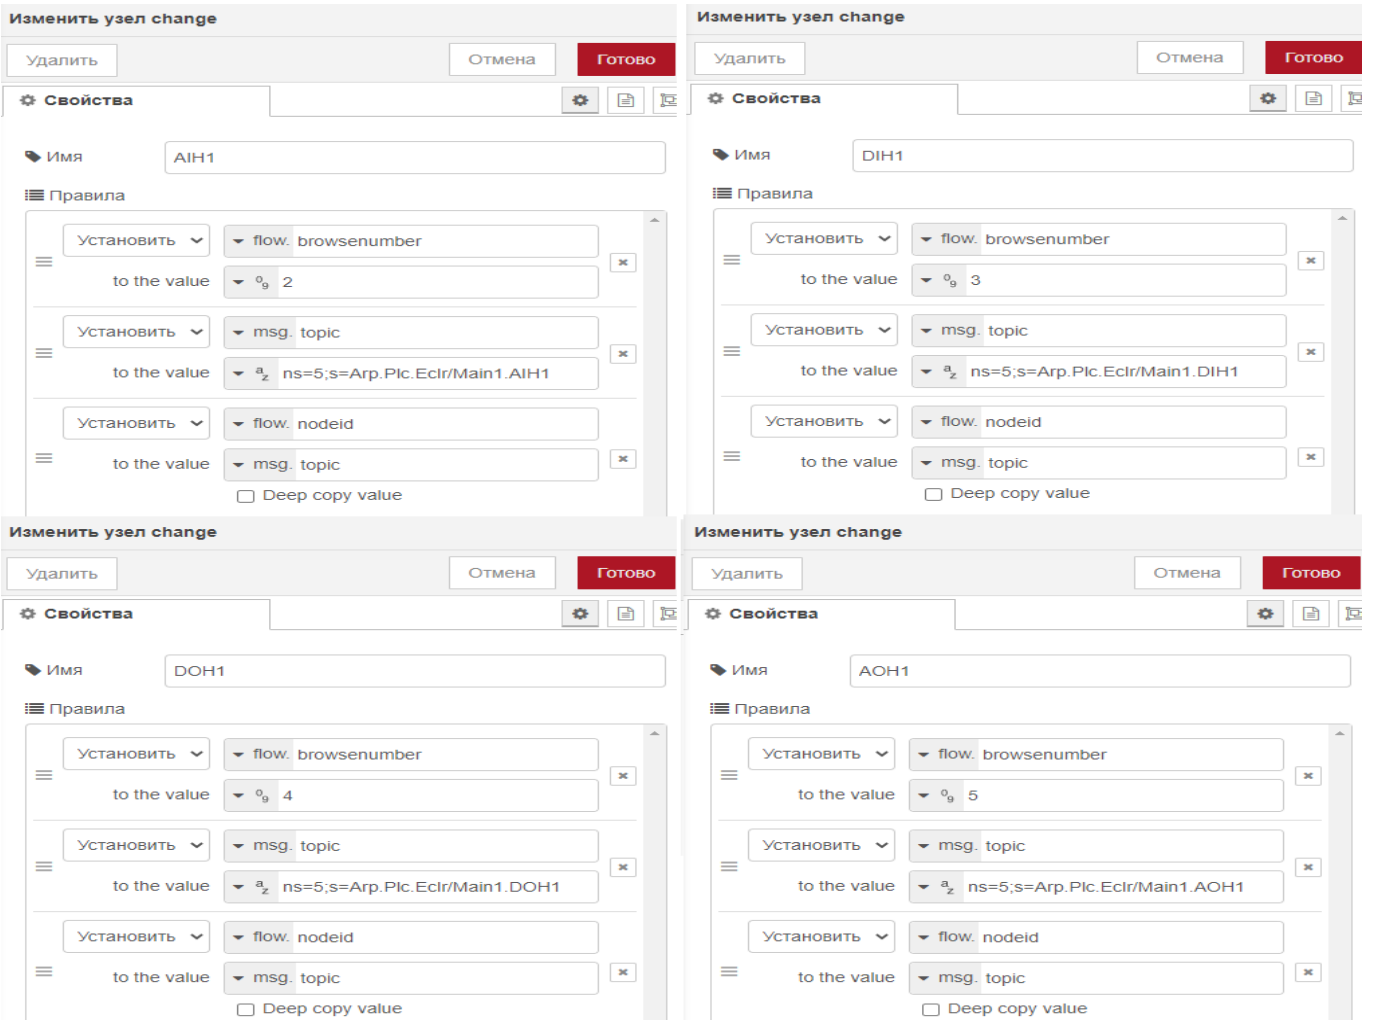 Изменить узел change
Удалить
Отмена
Готово
Свойства
Имя
AIH1
Правила
Установить
flow. browsenumber
to the value
0 9 2
Установить
msg. topic
to the value
a z ns=5;s=Arp.Plc.Eclr/Main1.AIH1
Установить
flow. nodeid
to the value
msg. topic
Deep copy value
Изменить узел change
Удалить
Отмена
Готово
Свойства
Имя
DIH1
Правила
Установить
flow. browsenumber
to the value
0 9 3
Установить
msg. topic
to the value
a z ns=5;s=Arp.Plc.Eclr/Main1.DIH1
Установить
flow. nodeid
to the value
msg. topic
Deep copy value
Изменить узел change
Удалить
Отмена
Готово
Свойства
Имя
DOH1
Правила
Установить
flow. browsenumber
to the value
0 9 4
Установить
msg. topic
to the value
a z ns=5;s=Arp.Plc.Eclr/Main1.DOH1
Установить
flow. nodeid
to the value
msg. topic
Deep copy value
Изменить узел change
Удалить
Отмена
Готово
Свойства
Имя
AOH1
Правила
Установить
flow. browsenumber
to the value
0 9 5
Установить
msg. topic
to the value
a z ns=5;s=Arp.Plc.Eclr/Main1.AOH1
Установить
flow. nodeid
to the value
msg. topic
Deep copy value